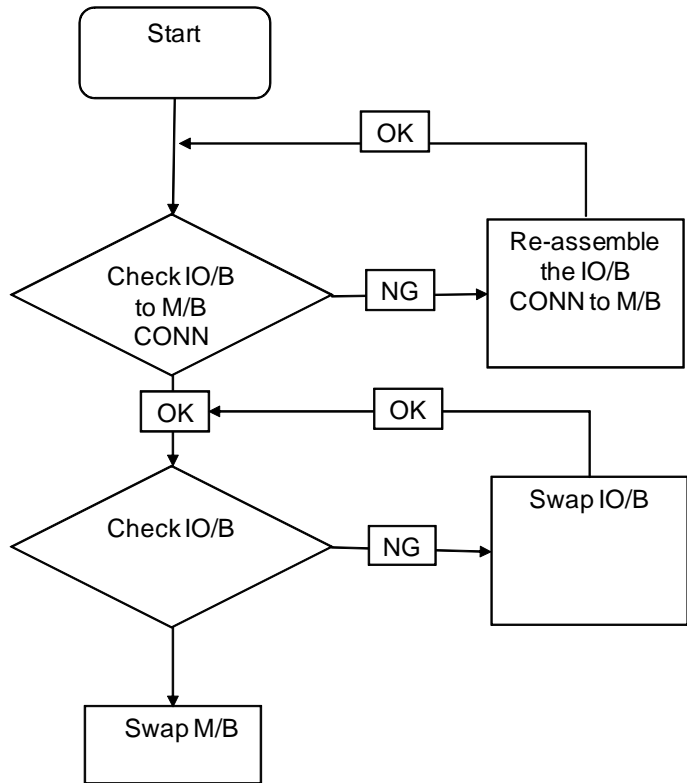 Start
OK
Check IO/B
to M/B
CONN
NG
Re-assemble
the IO/B
CONN to M/B
OK
OK
Check IO/B
NG
Swap IO/B
Swap M/B